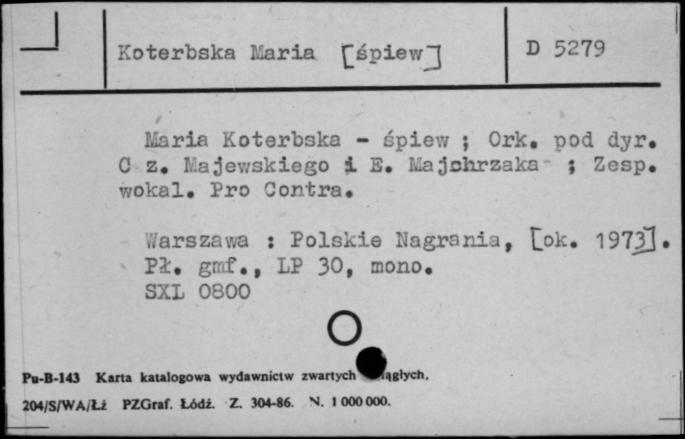 Koterbska Maria [śpiew]
D 5279
Maria Koterbska - śpiew ; Ork. pod dyr.
C z. Majewskiego i E. Majchrzaka ; Zesp.
wokal. Pro Contra.
Warszawa : Polskie Nagrania, [ok. 1973].
Pł. gmf., LP 30, mono.
SXL 0800
Pu-B-143 Karta katalogowa wydawnictw zwartych
204/S/WA/Łź PZGraf. Łódź. Z. 304-86. N. 1 000 000.